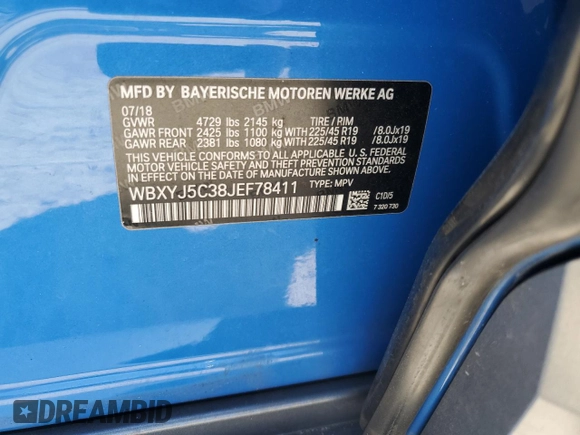 MFD BY BAYERISCHE MOTOREN WERKE AG
07/18
GVWR 4729 lbs 2145 kg TIRE / RIM
GAWR FRONT 2425 lbs 1100 kg WITH 225/45 R19 /8.0Jx19
GAWR REAR 2381 lbs 1080 kg WITH 225/45 R19 /8.0Jx19
THIS VEHICLE CONFORMS TO ALL APPLICABLE U.S. FEDERAL
MOTOR VEHICLE SAFETY AND THEFT PREVENTION STANDARDS
IN EFFECT ON THE DATE OF MANUFACTURE SHOWN ABOVE.
WBXYJ5C38JEF78411 TYPE: MPV
C1D/5
7 320 730
DREAMBID